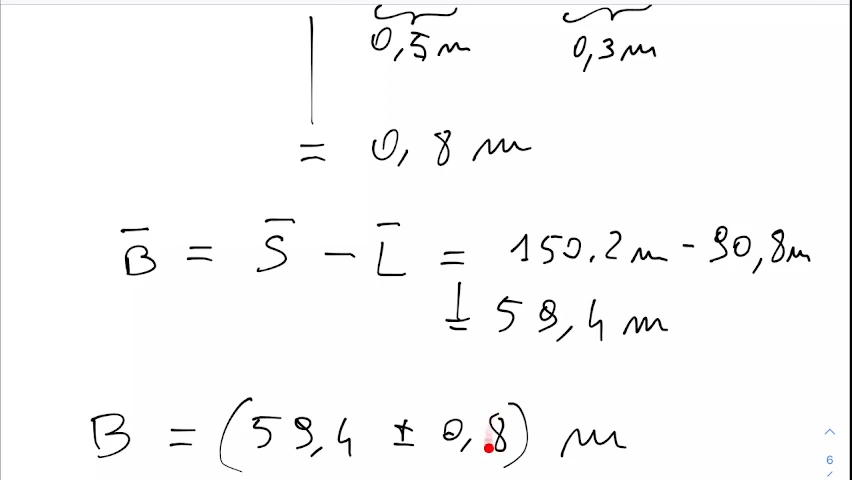 0,5 m 0,3 m
= 0,8 m
B̄ = S̄ − L̄ = 150.2 m - 90,8 m
= 59,4 m
B = (59,4 ± 0,8) m
6